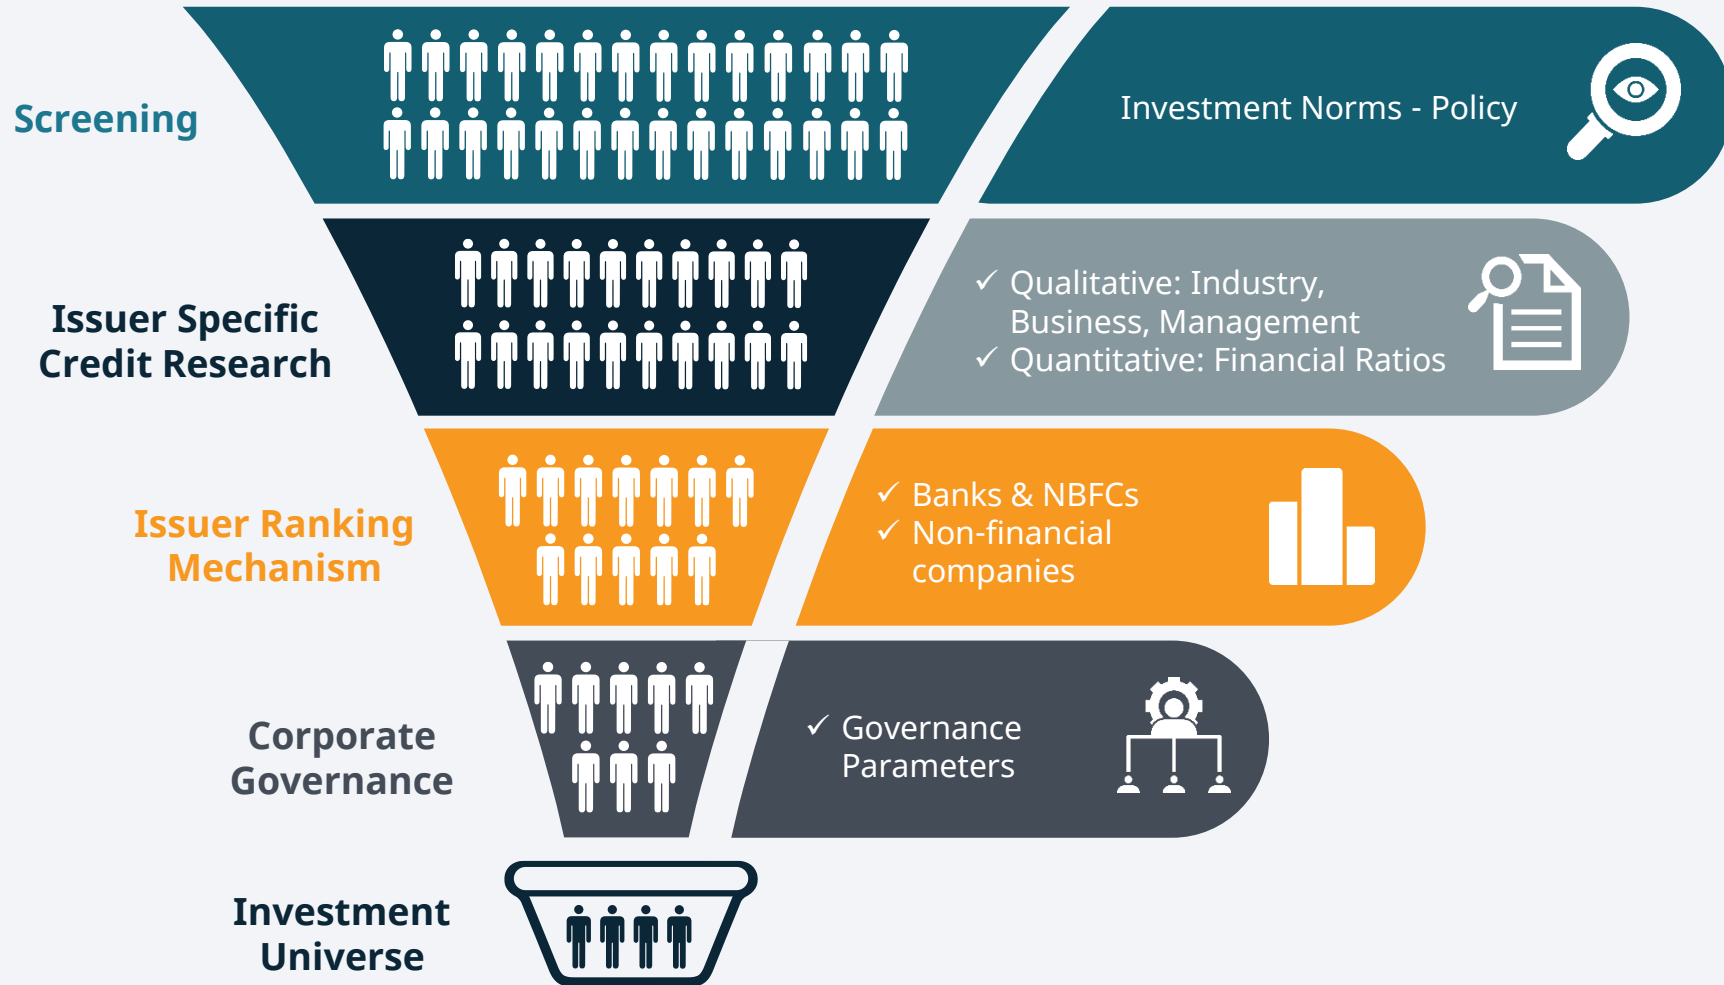 Screening
Investment Norms - Policy
Issuer Specific
Credit Research
✓ Qualitative: Industry,
Business, Management
✓ Quantitative: Financial Ratios
Issuer Ranking
Mechanism
✓ Banks & NBFCs
✓ Non-financial
companies
Corporate
Governance
✓ Governance
Parameters
Investment
Universe